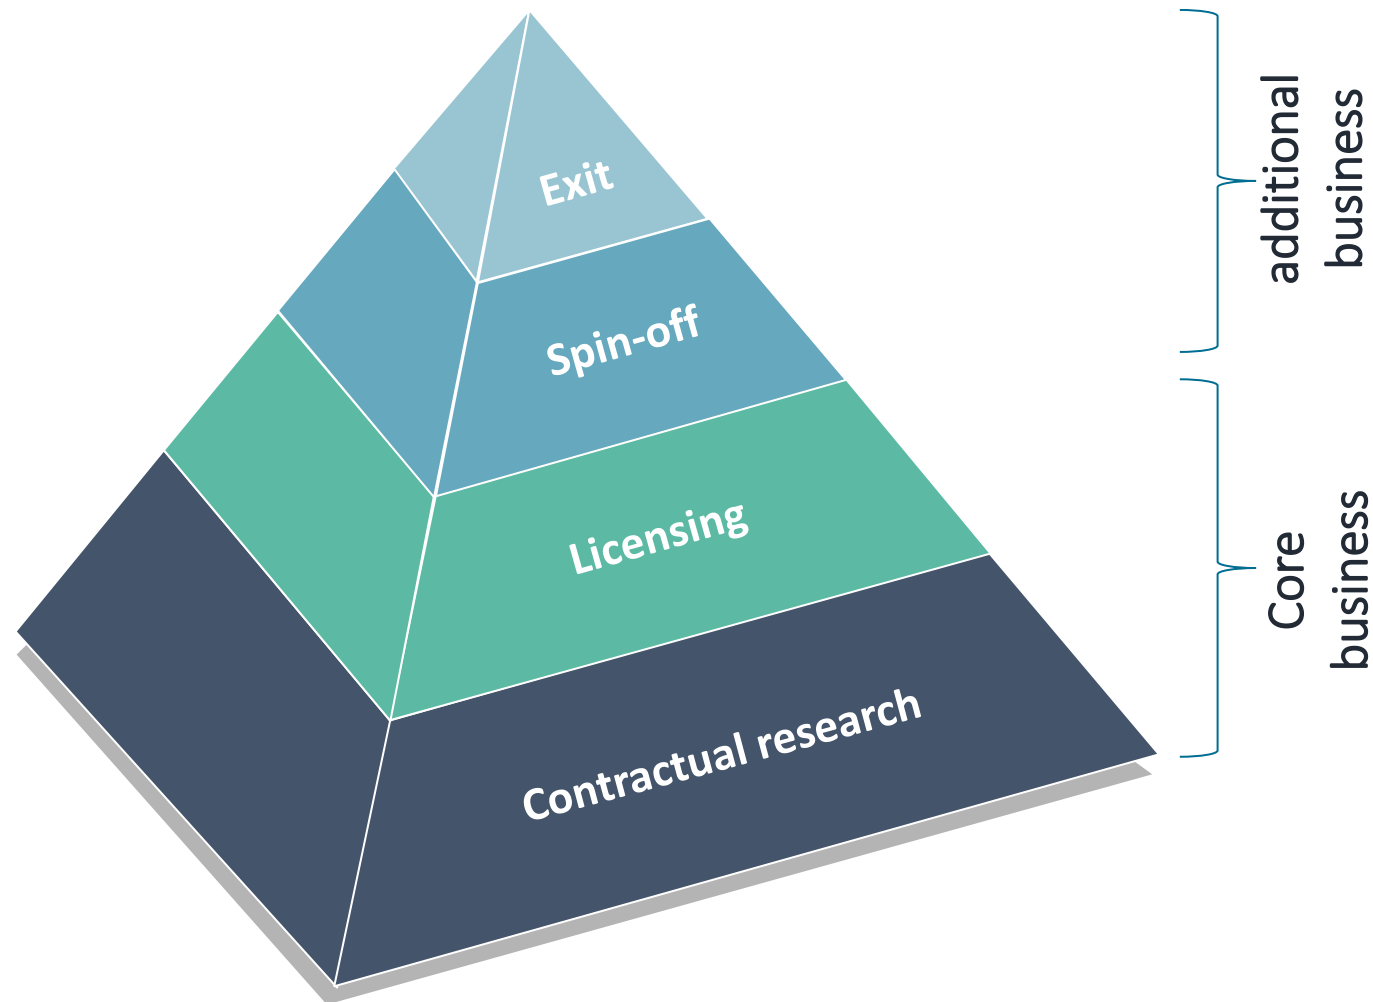 Exit
Spin-off
Licensing
Contractual research
additional
business
Core
business